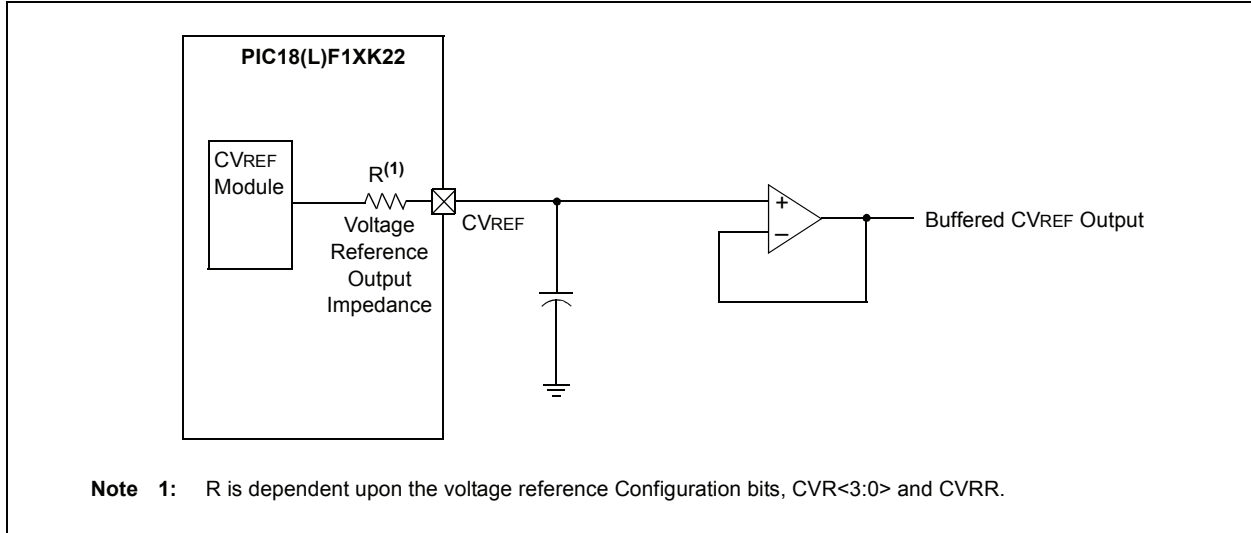 PIC18(L)F1XK22
CVREF
Module
R(1)
Voltage
Reference
Output
Impedance
CVREF
+
–
Buffered CVREF Output
Note 1: R is dependent upon the voltage reference Configuration bits, CVR<3:0> and CVRR.